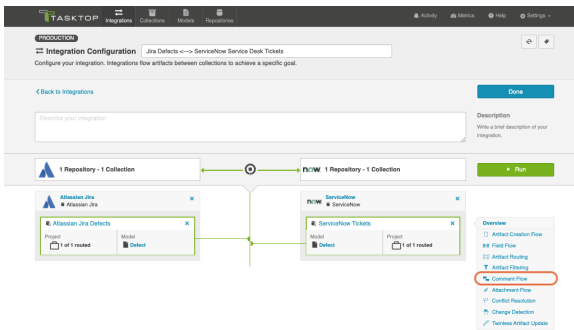 TASKTOP
Integrations
Collections
Models
Repositories
Activity
Metrics
Help
Settings
PRODUCTION
Integration Configuration
Jira Defects <---> ServiceNow Service Desk Tickets
Configure your integration. Integrations flow artifacts between collections to achieve a specific goal.
Back to Integrations
Done
Describe your integration
Description
Write a brief description of your
integration.
1 Repository - 1 Collection
now
1 Repository - 1 Collection
Run
Atlassian Jira
Atlassian Jira
now
ServiceNow
ServiceNow
Atlassian Jira Defects
Project
1 of 1 routed
Model
Defect
ServiceNow Tickets
Model
Defect
Project
1 of 1 routed
Overview
Artifact Creation Flow
Field Flow
Artifact Routing
Artifact Filtering
Comment Flow
Attachment Flow
Conflict Resolution
Change Detection
Twinless Artifact Update